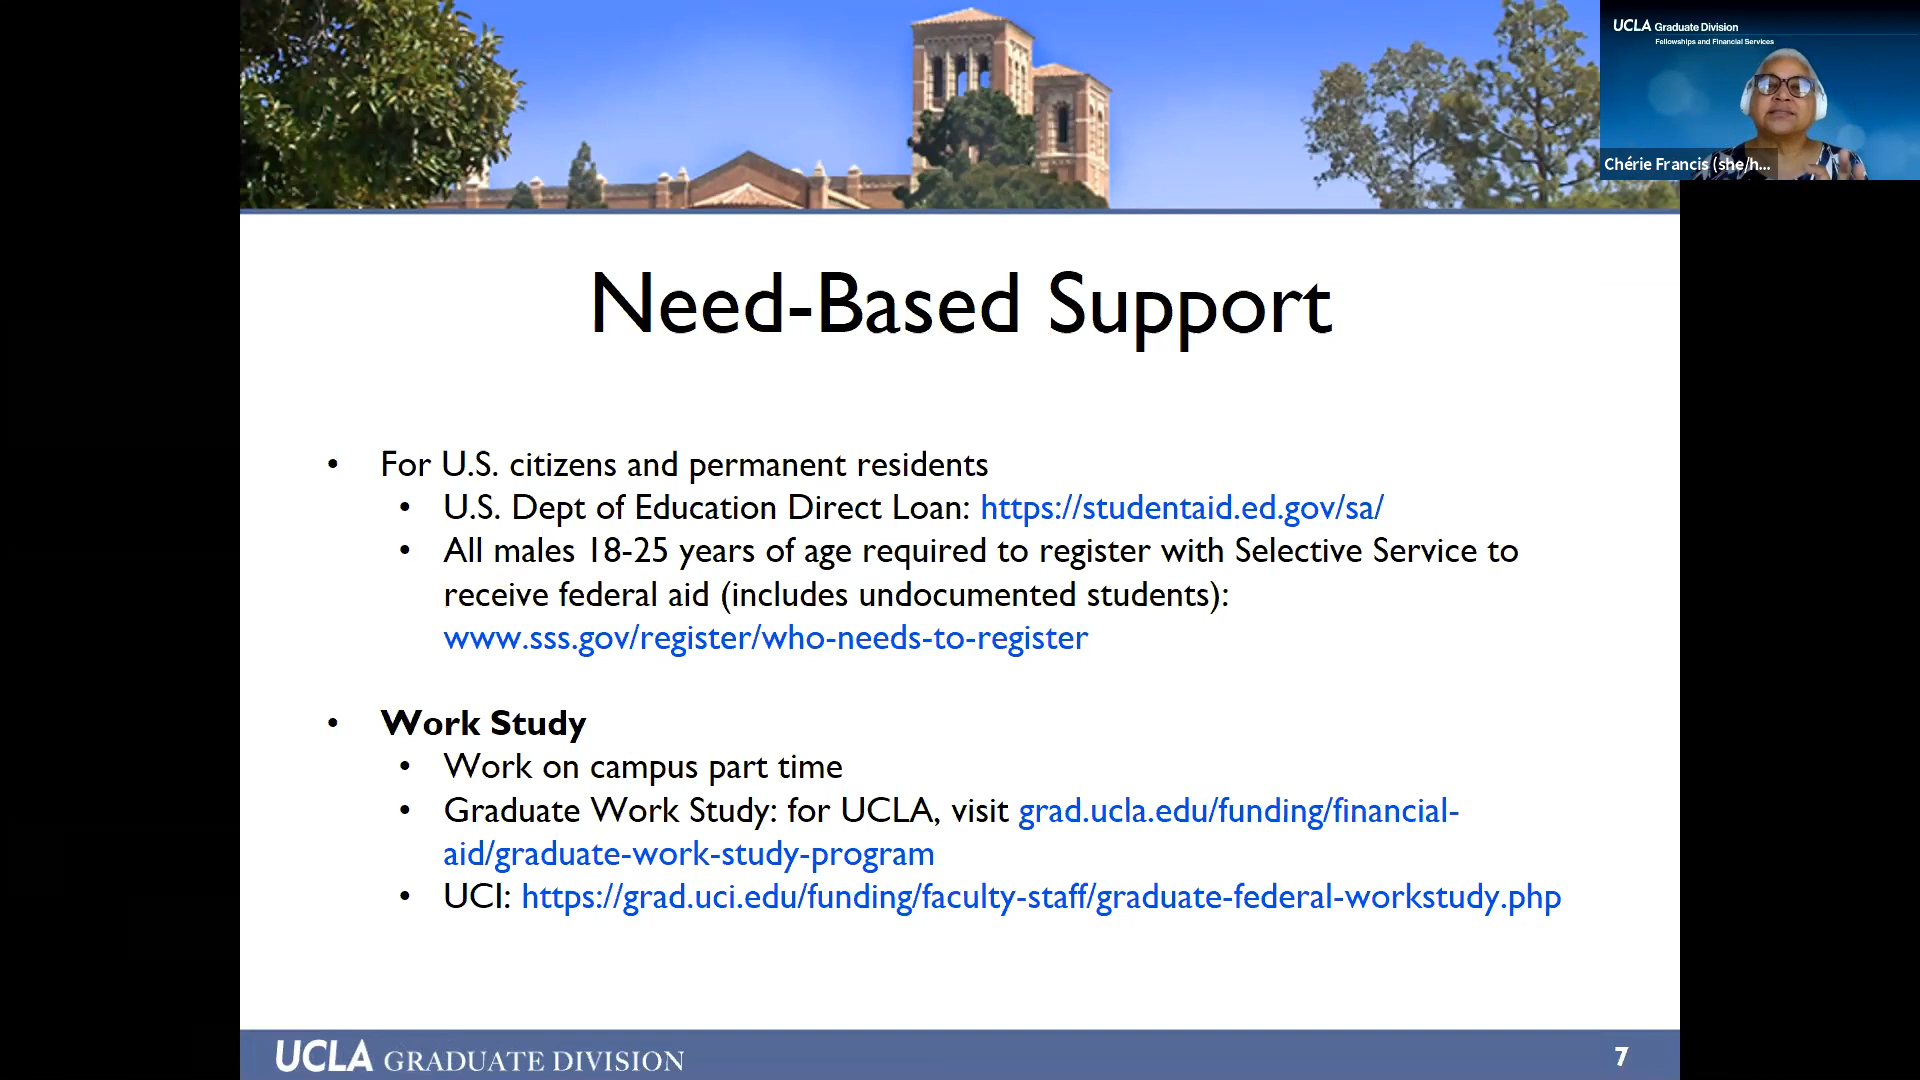 UCLA Graduate Division
Fellowships and Financial Services
Chérie Francis (she/h...
Need-Based Support
• For U.S. citizens and permanent residents
• U.S. Dept of Education Direct Loan: https://studentaid.ed.gov/sa/
• All males 18-25 years of age required to register with Selective Service to
receive federal aid (includes undocumented students):
www.sss.gov/register/who-needs-to-register
• Work Study
• Work on campus part time
• Graduate Work Study: for UCLA, visit grad.ucla.edu/funding/financial-
aid/graduate-work-study-program
• UCI: https://grad.uci.edu/funding/faculty-staff/graduate-federal-workstudy.php
UCLA GRADUATE DIVISION
7